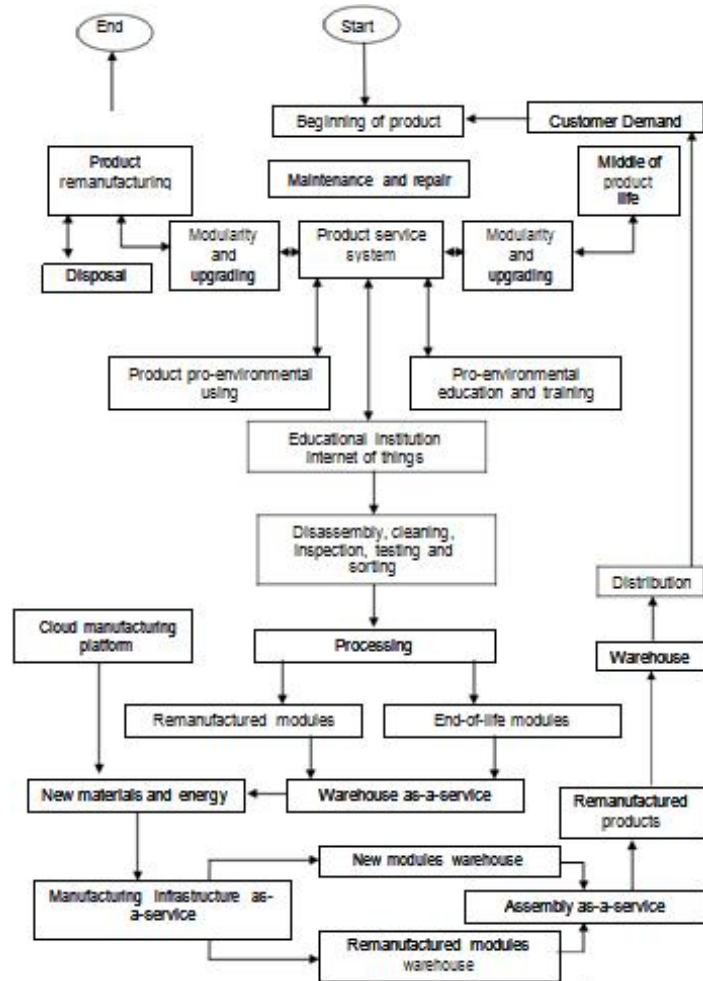 End
Start
Beginning of product
Customer Demand
Product
remanufacturing
Maintenance and repair
Middle of
product
life
Modularity
and
upgrading
Product service
system
Modularity
and
upgrading
Disposal
Product pro-environmental
using
Pro-environmental
education and training
Educational Institution
Internet of things
Disassembly, cleaning,
inspection, testing and
sorting
Distribution
Cloud manufacturing
platform
Processing
Warehouse
Remanufactured modules
End-of-life modules
New materials and energy
Warehouse as-a-service
Remanufactured
products
New modules warehouse
Manufacturing Infrastructure as-
a-service
Assembly as-a-service
Remanufactured modules
warehouse